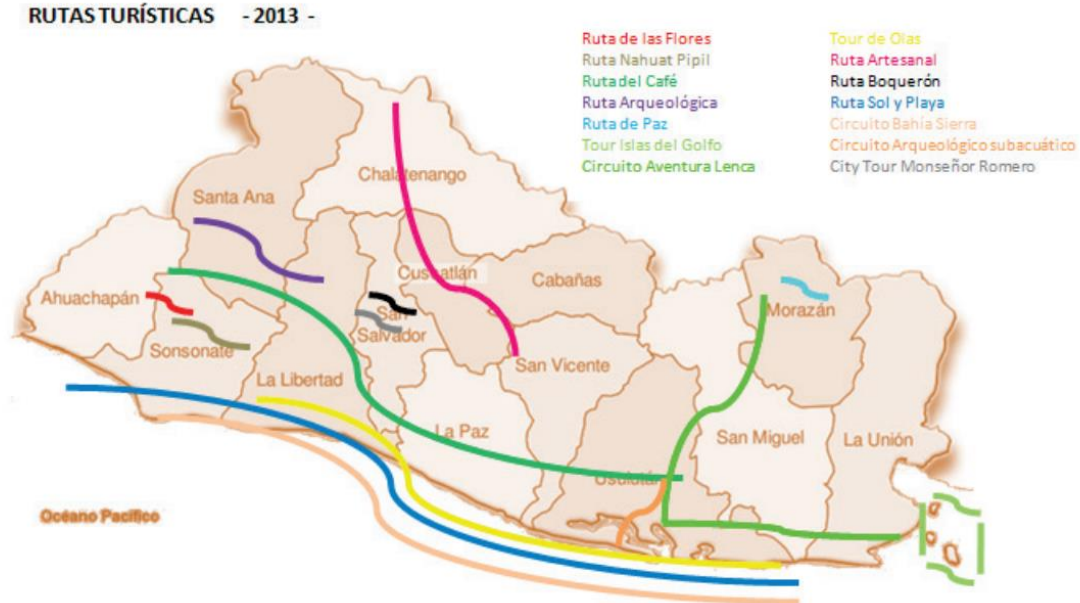 RUTAS TURÍSTICAS - 2013 -
Ruta de las Flores
Ruta Nahuat Pipil
Ruta del Café
Ruta Arqueológica
Ruta de Paz
Tour Islas del Golfo
Circuito Aventura Lenca
Tour de Olas
Ruta Artesanal
Ruta Boquerón
Ruta Sol y Playa
Circuito Bahía Sierra
Circuito Arqueológico subacuático
City Tour Monseñor Romero
Chalatenango
Santa Ana
Cuscatlán
Cabañas
Ahuachapán
Morazán
San
Salvador
Sonsonate
San Vicente
La Libertad
La Paz
San Miguel
La Unión
Usulután
Océano Pacífico